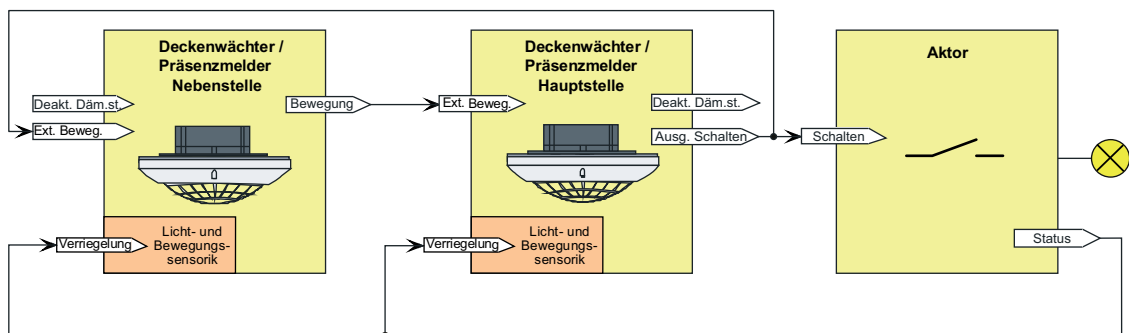 Deckenwächter /
Präsenzmelder
Nebenstelle
Deakt. Däm.st.
Ext. Beweg.
Bewegung
Verriegelung
Licht- und
Bewegungs-
sensorik
Deckenwächter /
Präsenzmelder
Hauptstelle
Ext. Beweg.
Deakt. Däm.st.
Ausg. Schalten
Verriegelung
Licht- und
Bewegungs-
sensorik
Aktor
Schalten
Status